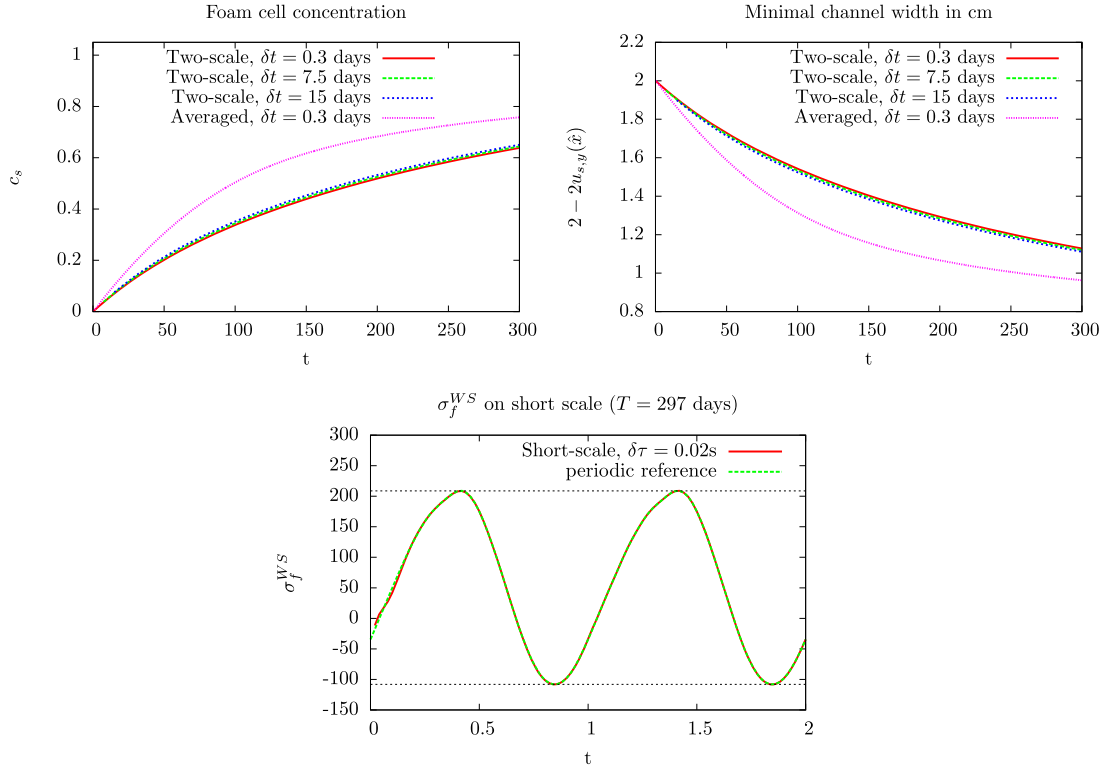 Foam cell concentration
Two-scale, δt = 0.3 days
Two-scale, δt = 7.5 days
Two-scale, δt = 15 days
Averaged, δt = 0.3 days
1
0.8
0.6
0.4
0.2
0
c_s
0 50 100 150 200 250 300
t
Minimal channel width in cm
Two-scale, δt = 0.3 days
Two-scale, δt = 7.5 days
Two-scale, δt = 15 days
Averaged, δt = 0.3 days
2.2
2
1.8
1.6
1.4
1.2
1
0.8
2 − 2u_{s,y}(x̂)
0 50 100 150 200 250 300
t
σ_f^{WS} on short scale (T = 297 days)
Short-scale, δτ = 0.02s
periodic reference
300
250
200
150
100
50
0
-50
-100
-150
σ_f^{WS}
0 0.5 1 1.5 2
t